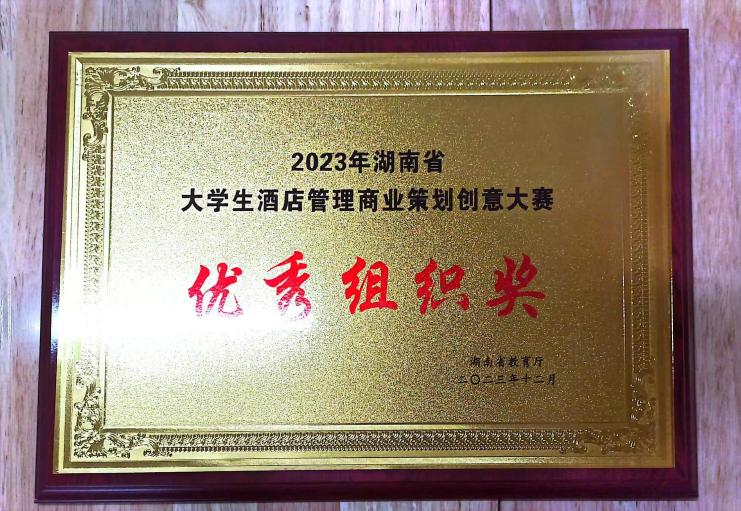 2023年湖南省
大学生酒店管理商业策划创意大赛
优秀组织奖
湖南省教育厅
二〇二三年十二月